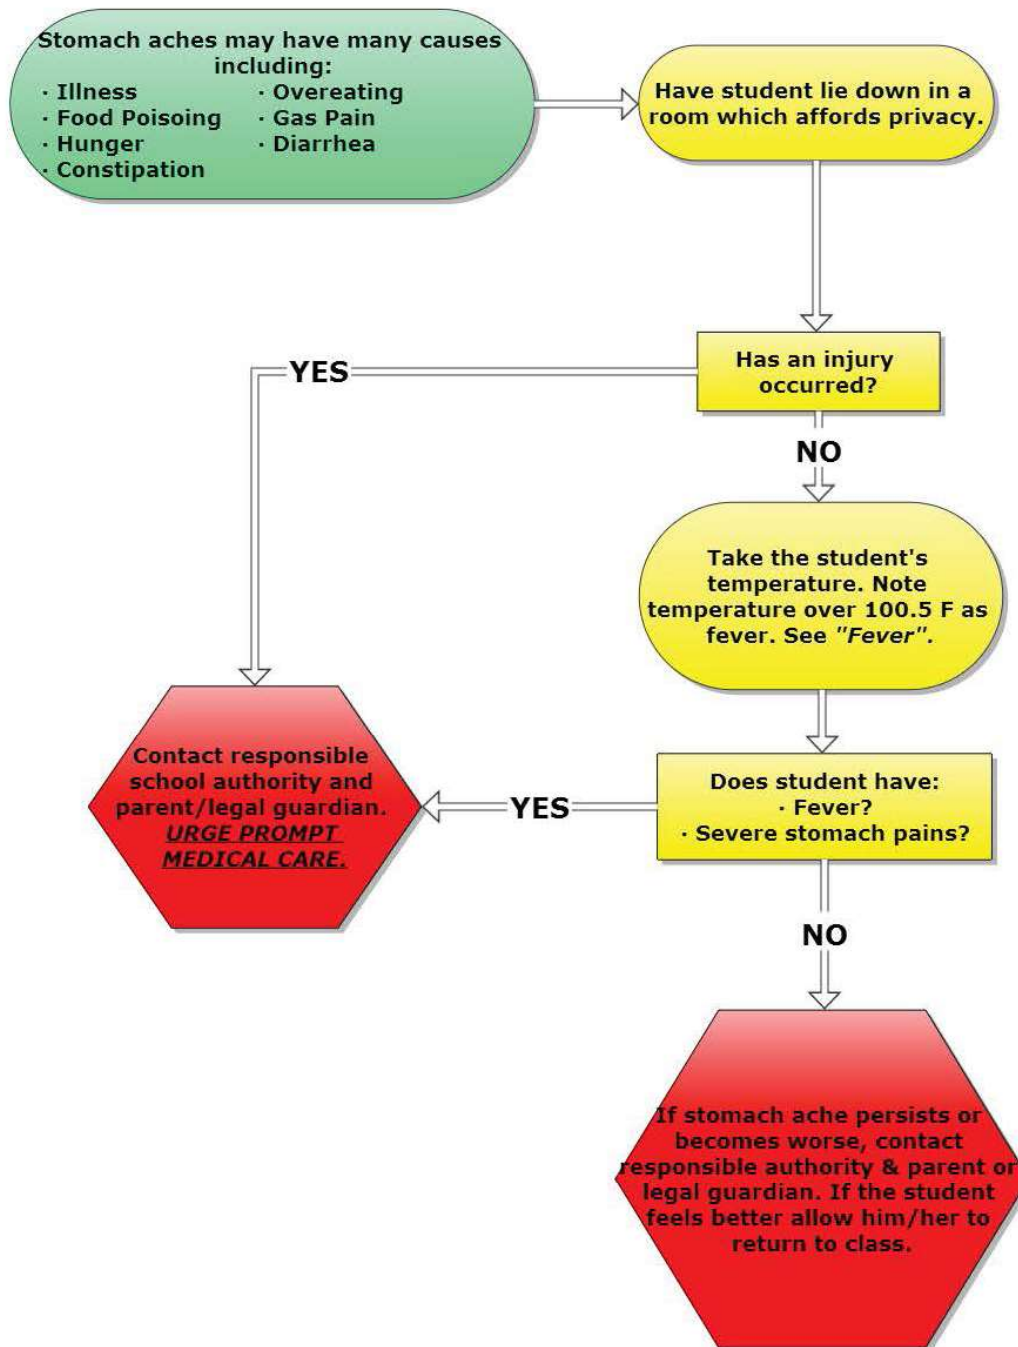 Stomach aches may have many causes
including:
· Illness
· Food Poisoing
· Hunger
· Constipation
· Overeating
· Gas Pain
· Diarrhea
Have student lie down in a
room which affords privacy.
Has an injury
occurred?
YES
NO
Take the student's
temperature. Note
temperature over 100.5 F as
fever. See "Fever".
Does student have:
· Fever?
· Severe stomach pains?
YES
Contact responsible
school authority and
parent/legal guardian.
URGE PROMPT
MEDICAL CARE.
NO
If stomach ache persists or
becomes worse, contact
responsible authority & parent or
legal guardian. If the student
feels better allow him/her to
return to class.